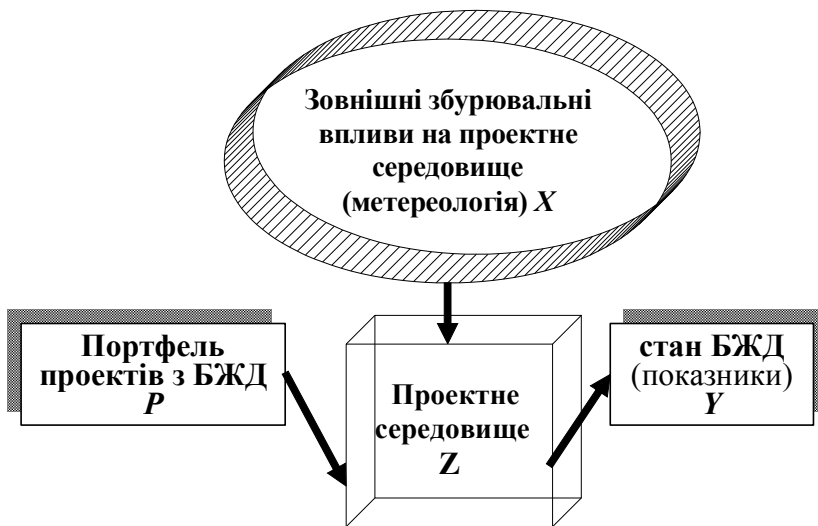 Зовнішні збурювальні
впливи на проектне
середовище
(метереологія) X
Портфель
проектів з БЖД
P
Проектне
середовище
Z
стан БЖД
(показники)
Y